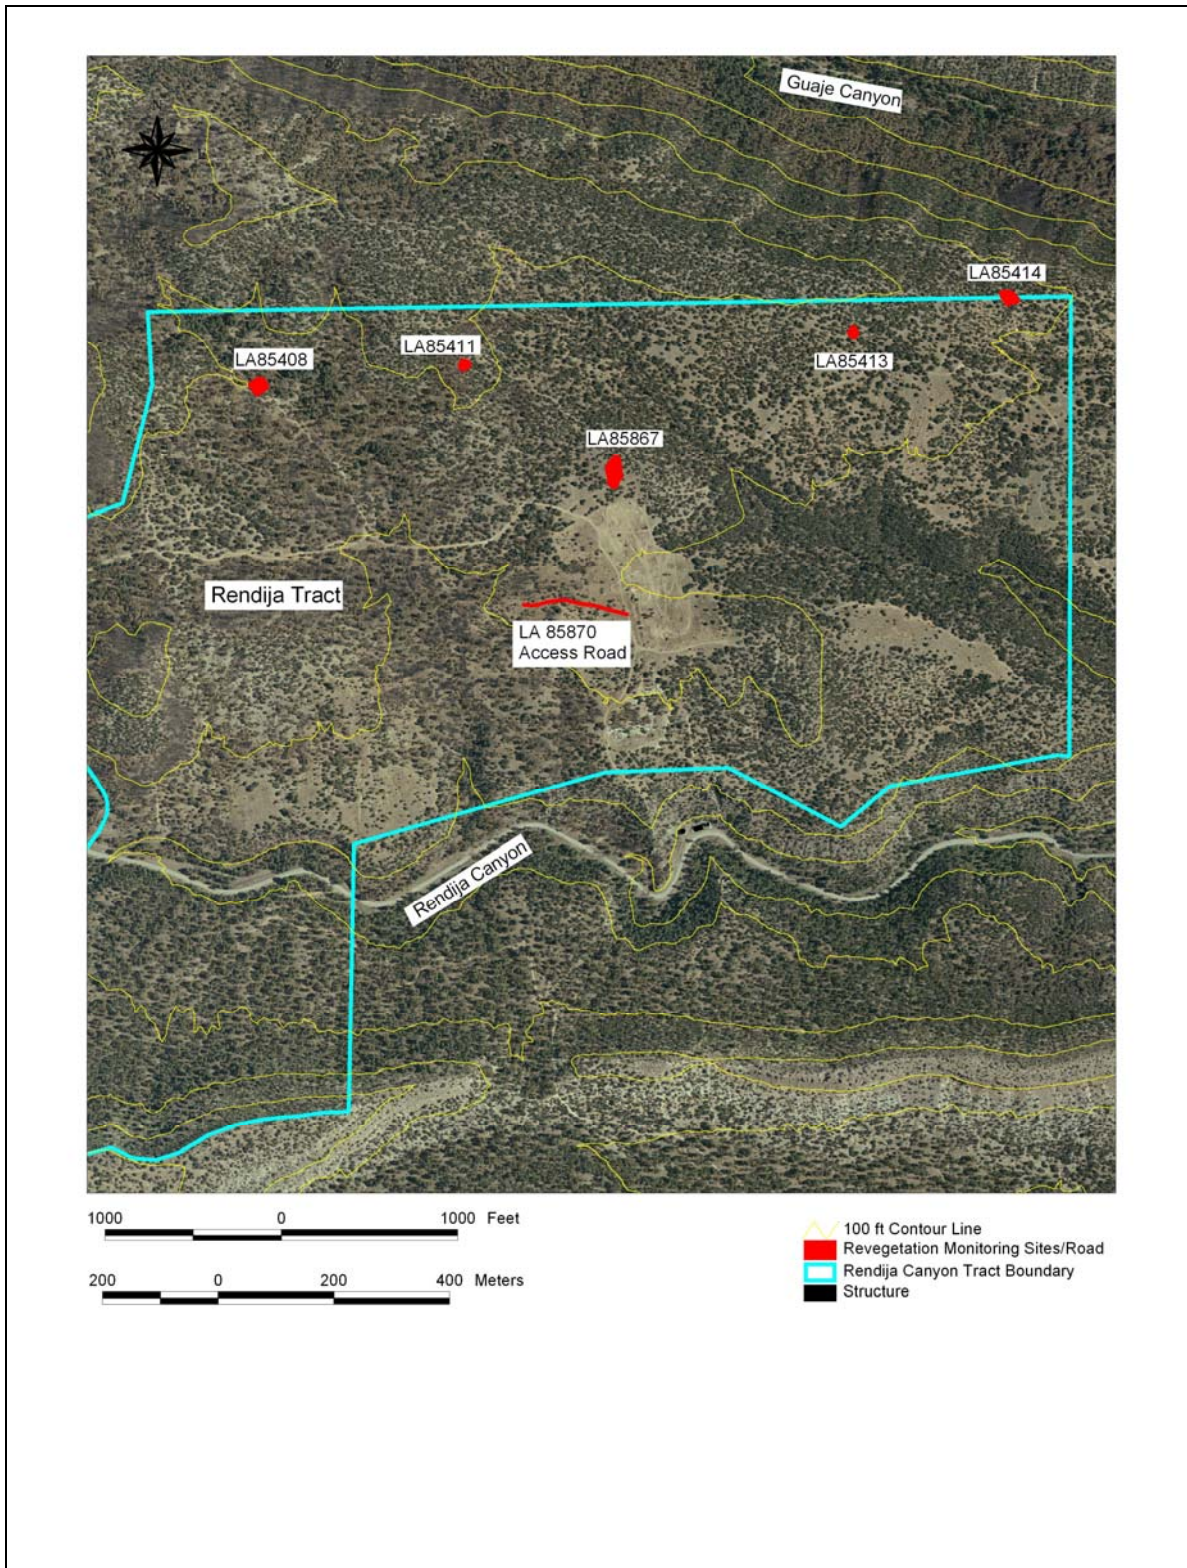 Guaje Canyon
LA85414
LA85411
LA85408
LA85413
LA85867
Rendija Tract
LA 85870
Access Road
Rendija Canyon
1000 0 1000 Feet
200 0 200 400 Meters
100 ft Contour Line
Revegetation Monitoring Sites/Road
Rendija Canyon Tract Boundary
Structure